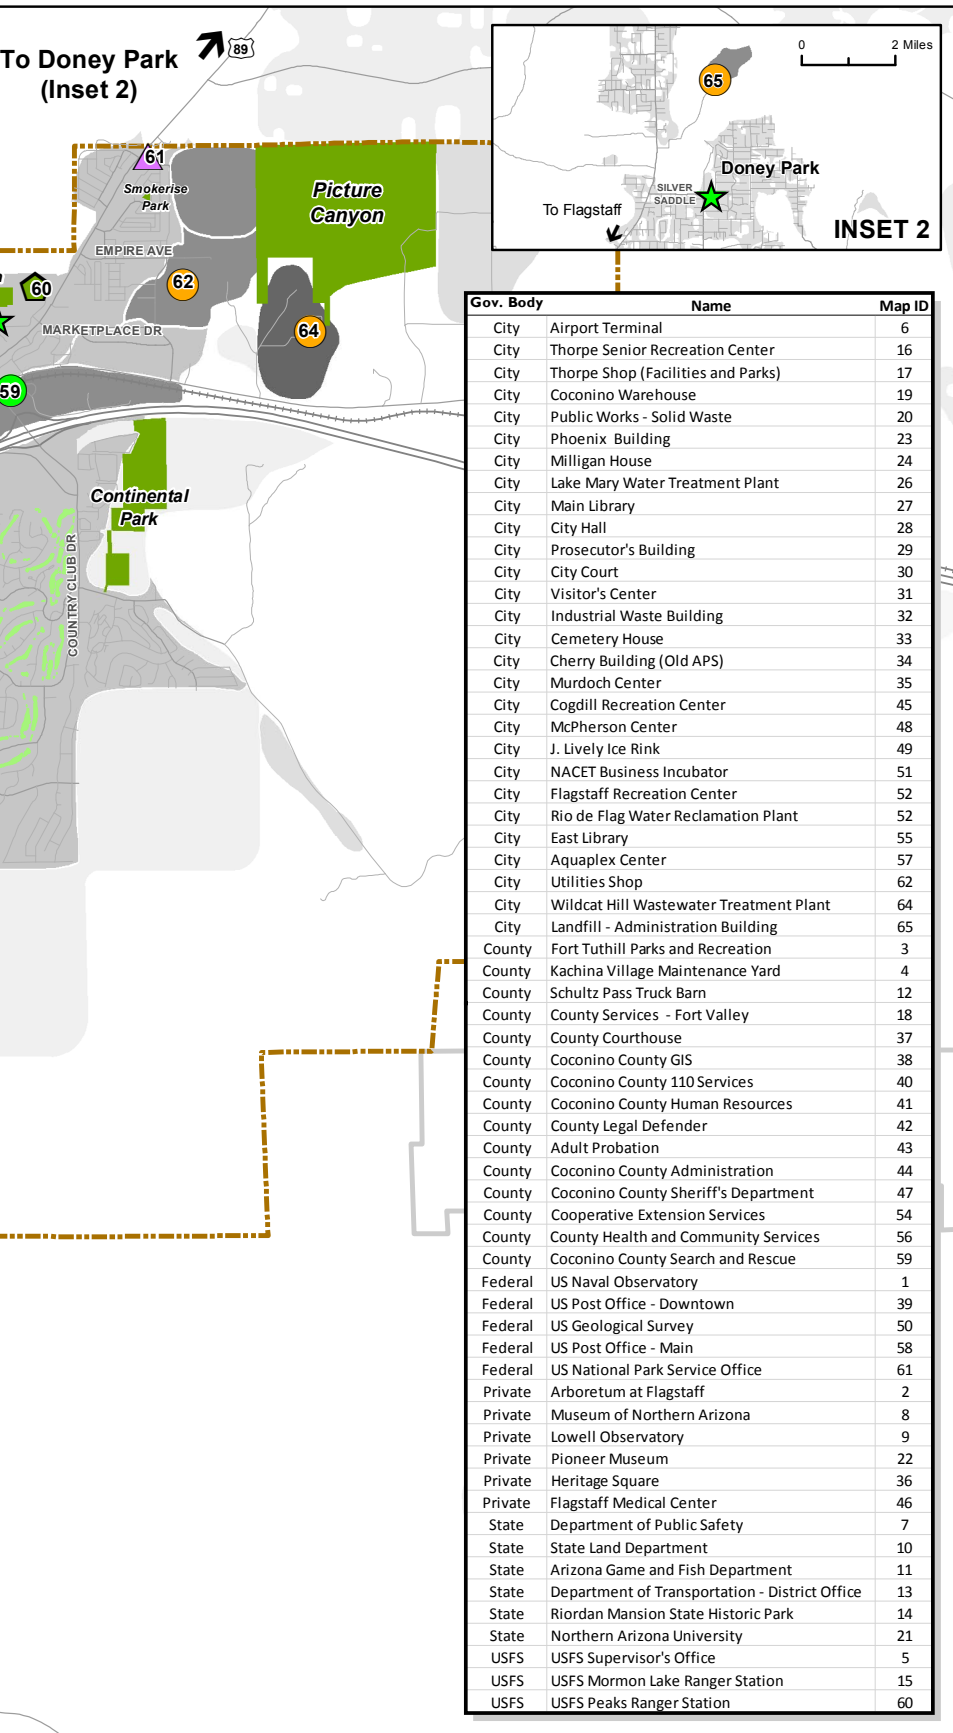 To Doney Park
(Inset 2)
89
61
Smokerise
Park
Picture
Canyon
EMPIRE AVE
60
62
MARKETPLACE DR
64
59
Continental
Park
COUNTRY CLUB DR
0 2 Miles
65
Doney Park
SILVER
SADDLE
To Flagstaff
INSET 2
Gov. Body Name Map ID
City Airport Terminal 6
City Thorpe Senior Recreation Center 16
City Thorpe Shop (Facilities and Parks) 17
City Coconino Warehouse 19
City Public Works - Solid Waste 20
City Phoenix Building 23
City Milligan House 24
City Lake Mary Water Treatment Plant 26
City Main Library 27
City City Hall 28
City Prosecutor's Building 29
City City Court 30
City Visitor's Center 31
City Industrial Waste Building 32
City Cemetery House 33
City Cherry Building (Old APS) 34
City Murdoch Center 35
City Cogdill Recreation Center 45
City McPherson Center 48
City J. Lively Ice Rink 49
City NACET Business Incubator 51
City Flagstaff Recreation Center 52
City Rio de Flag Water Reclamation Plant 52
City East Library 55
City Aquaplex Center 57
City Utilities Shop 62
City Wildcat Hill Wastewater Treatment Plant 64
City Landfill - Administration Building 65
County Fort Tuthill Parks and Recreation 3
County Kachina Village Maintenance Yard 4
County Schultz Pass Truck Barn 12
County County Services - Fort Valley 18
County County Courthouse 37
County Coconino County GIS 38
County Coconino County 110 Services 40
County Coconino County Human Resources 41
County County Legal Defender 42
County Adult Probation 43
County Coconino County Administration 44
County Coconino County Sheriff's Department 47
County Cooperative Extension Services 54
County County Health and Community Services 56
County Coconino County Search and Rescue 59
Federal US Naval Observatory 1
Federal US Post Office - Downtown 39
Federal US Geological Survey 50
Federal US Post Office - Main 58
Federal US National Park Service Office 61
Private Arboretum at Flagstaff 2
Private Museum of Northern Arizona 8
Private Lowell Observatory 9
Private Pioneer Museum 22
Private Heritage Square 36
Private Flagstaff Medical Center 46
State Department of Public Safety 7
State State Land Department 10
State Arizona Game and Fish Department 11
State Department of Transportation - District Office 13
State Riordan Mansion State Historic Park 14
State Northern Arizona University 21
USFS USFS Supervisor's Office 5
USFS USFS Mormon Lake Ranger Station 15
USFS USFS Peaks Ranger Station 60